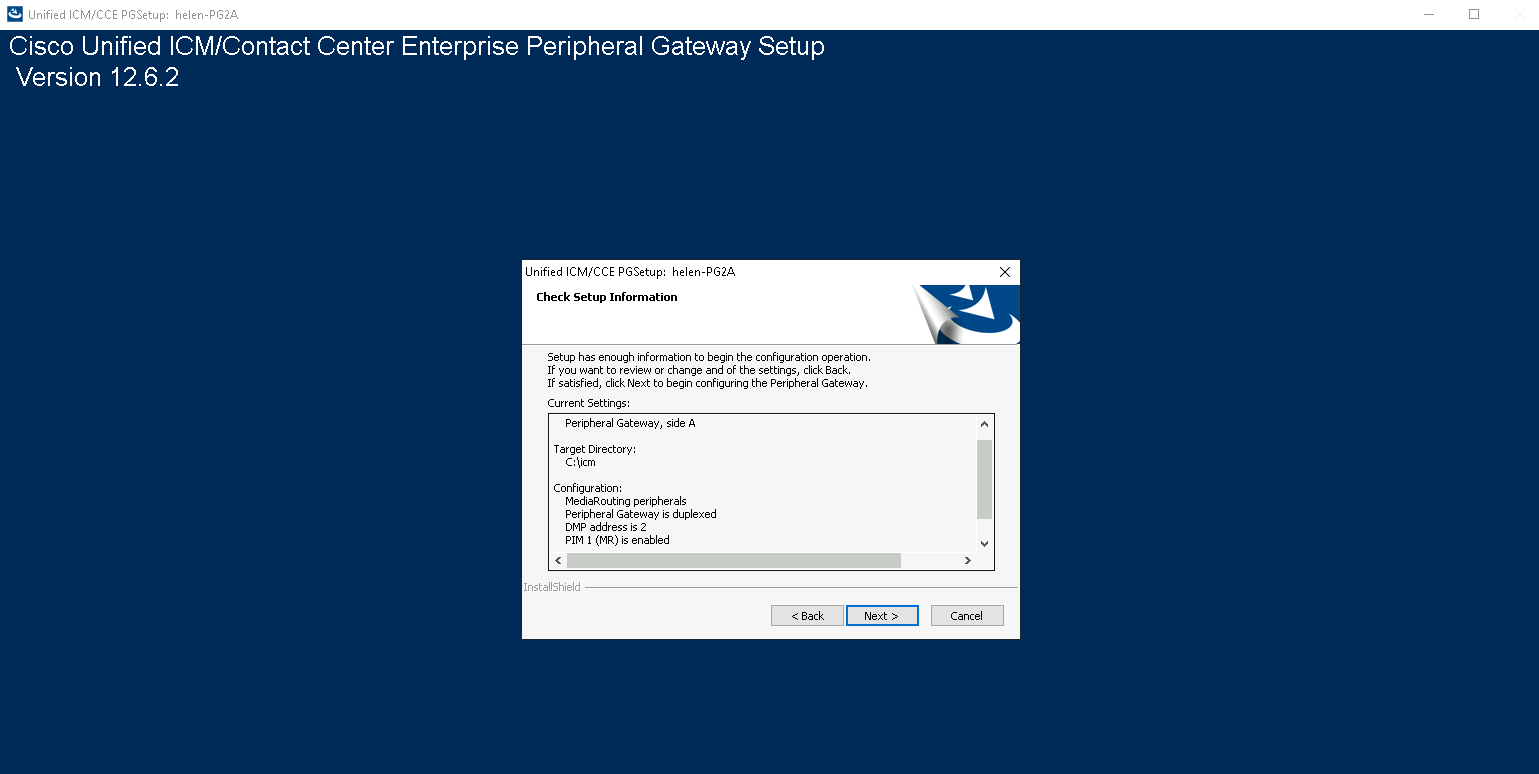 Unified ICM/CCE PGSetup: helen-PG2A
Cisco Unified ICM/Contact Center Enterprise Peripheral Gateway Setup
Version 12.6.2
Unified ICM/CCE PGSetup: helen-PG2A
Check Setup Information
Setup has enough information to begin the configuration operation.
If you want to review or change and of the settings, click Back.
If satisfied, click Next to begin configuring the Peripheral Gateway.
Current Settings:
Peripheral Gateway, side A
Target Directory:
C:\icm
Configuration:
MediaRouting peripherals
Peripheral Gateway is duplexed
DMP address is 2
PIM 1 (MR) is enabled
InstallShield
< Back
Next >
Cancel